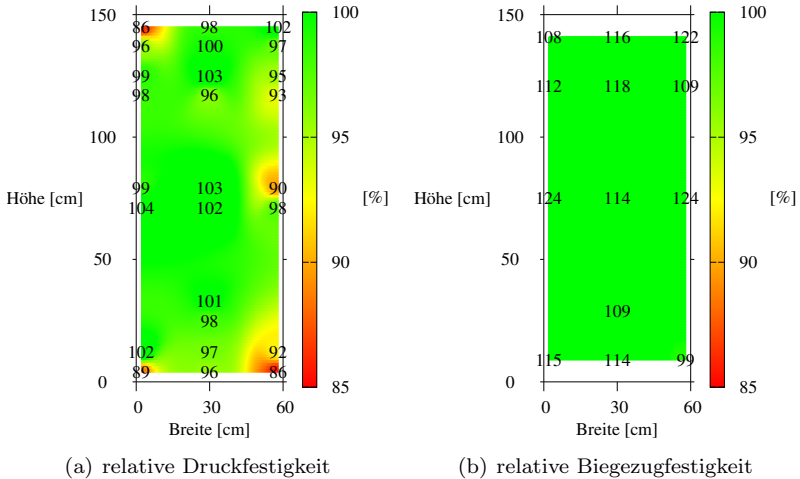 150
100
50
0
Höhe [cm]
86 98 102
96 100 97
99 103 95
98 96 93
99 103 90
104 102 98
101
98
102 97 92
89 96 86
0 30 60
Breite [cm]
100
95
90
85
[%]
(a) relative Druckfestigkeit
150
100
50
0
Höhe [cm]
108 116 122
112 118 109
124 114 124
109
115 114 99
0 30 60
Breite [cm]
100
95
90
85
[%]
(b) relative Biegezugfestigkeit